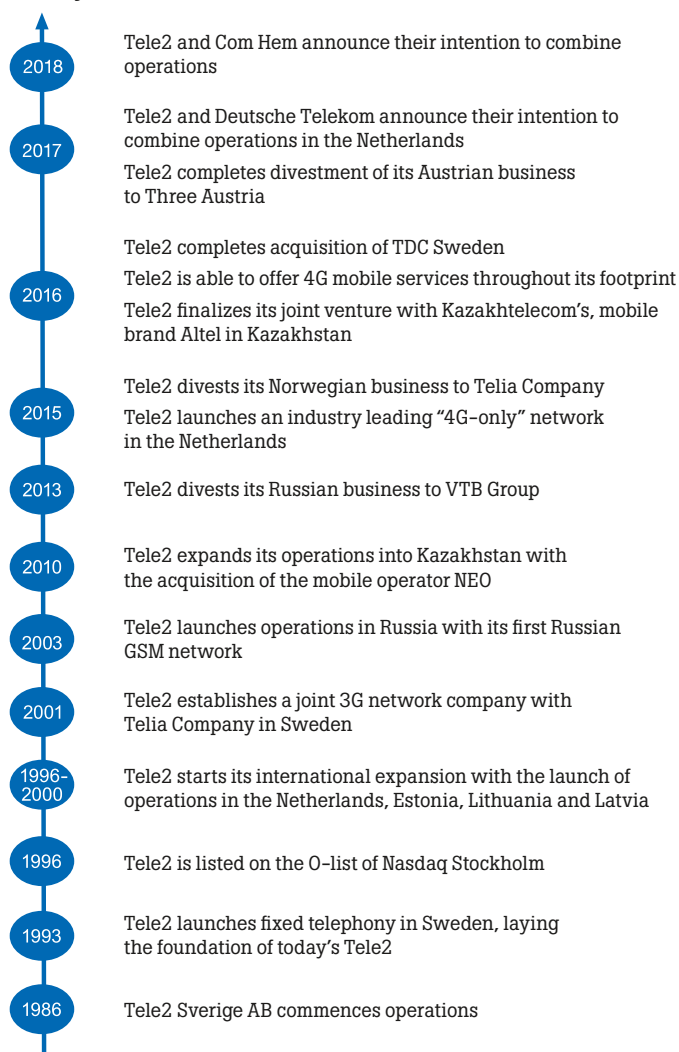 2018
Tele2 and Com Hem announce their intention to combine
operations
2017
Tele2 and Deutsche Telekom announce their intention to
combine operations in the Netherlands
Tele2 completes divestment of its Austrian business
to Three Austria
2016
Tele2 completes acquisition of TDC Sweden
Tele2 is able to offer 4G mobile services throughout its footprint
Tele2 finalizes its joint venture with Kazakhtelecom’s, mobile
brand Altel in Kazakhstan
2015
Tele2 divests its Norwegian business to Telia Company
Tele2 launches an industry leading “4G-only” network
in the Netherlands
2013
Tele2 divests its Russian business to VTB Group
2010
Tele2 expands its operations into Kazakhstan with
the acquisition of the mobile operator NEO
2003
Tele2 launches operations in Russia with its first Russian
GSM network
2001
Tele2 establishes a joint 3G network company with
Telia Company in Sweden
1996-
2000
Tele2 starts its international expansion with the launch of
operations in the Netherlands, Estonia, Lithuania and Latvia
1996
Tele2 is listed on the O-list of Nasdaq Stockholm
1993
Tele2 launches fixed telephony in Sweden, laying
the foundation of today’s Tele2
1986
Tele2 Sverige AB commences operations